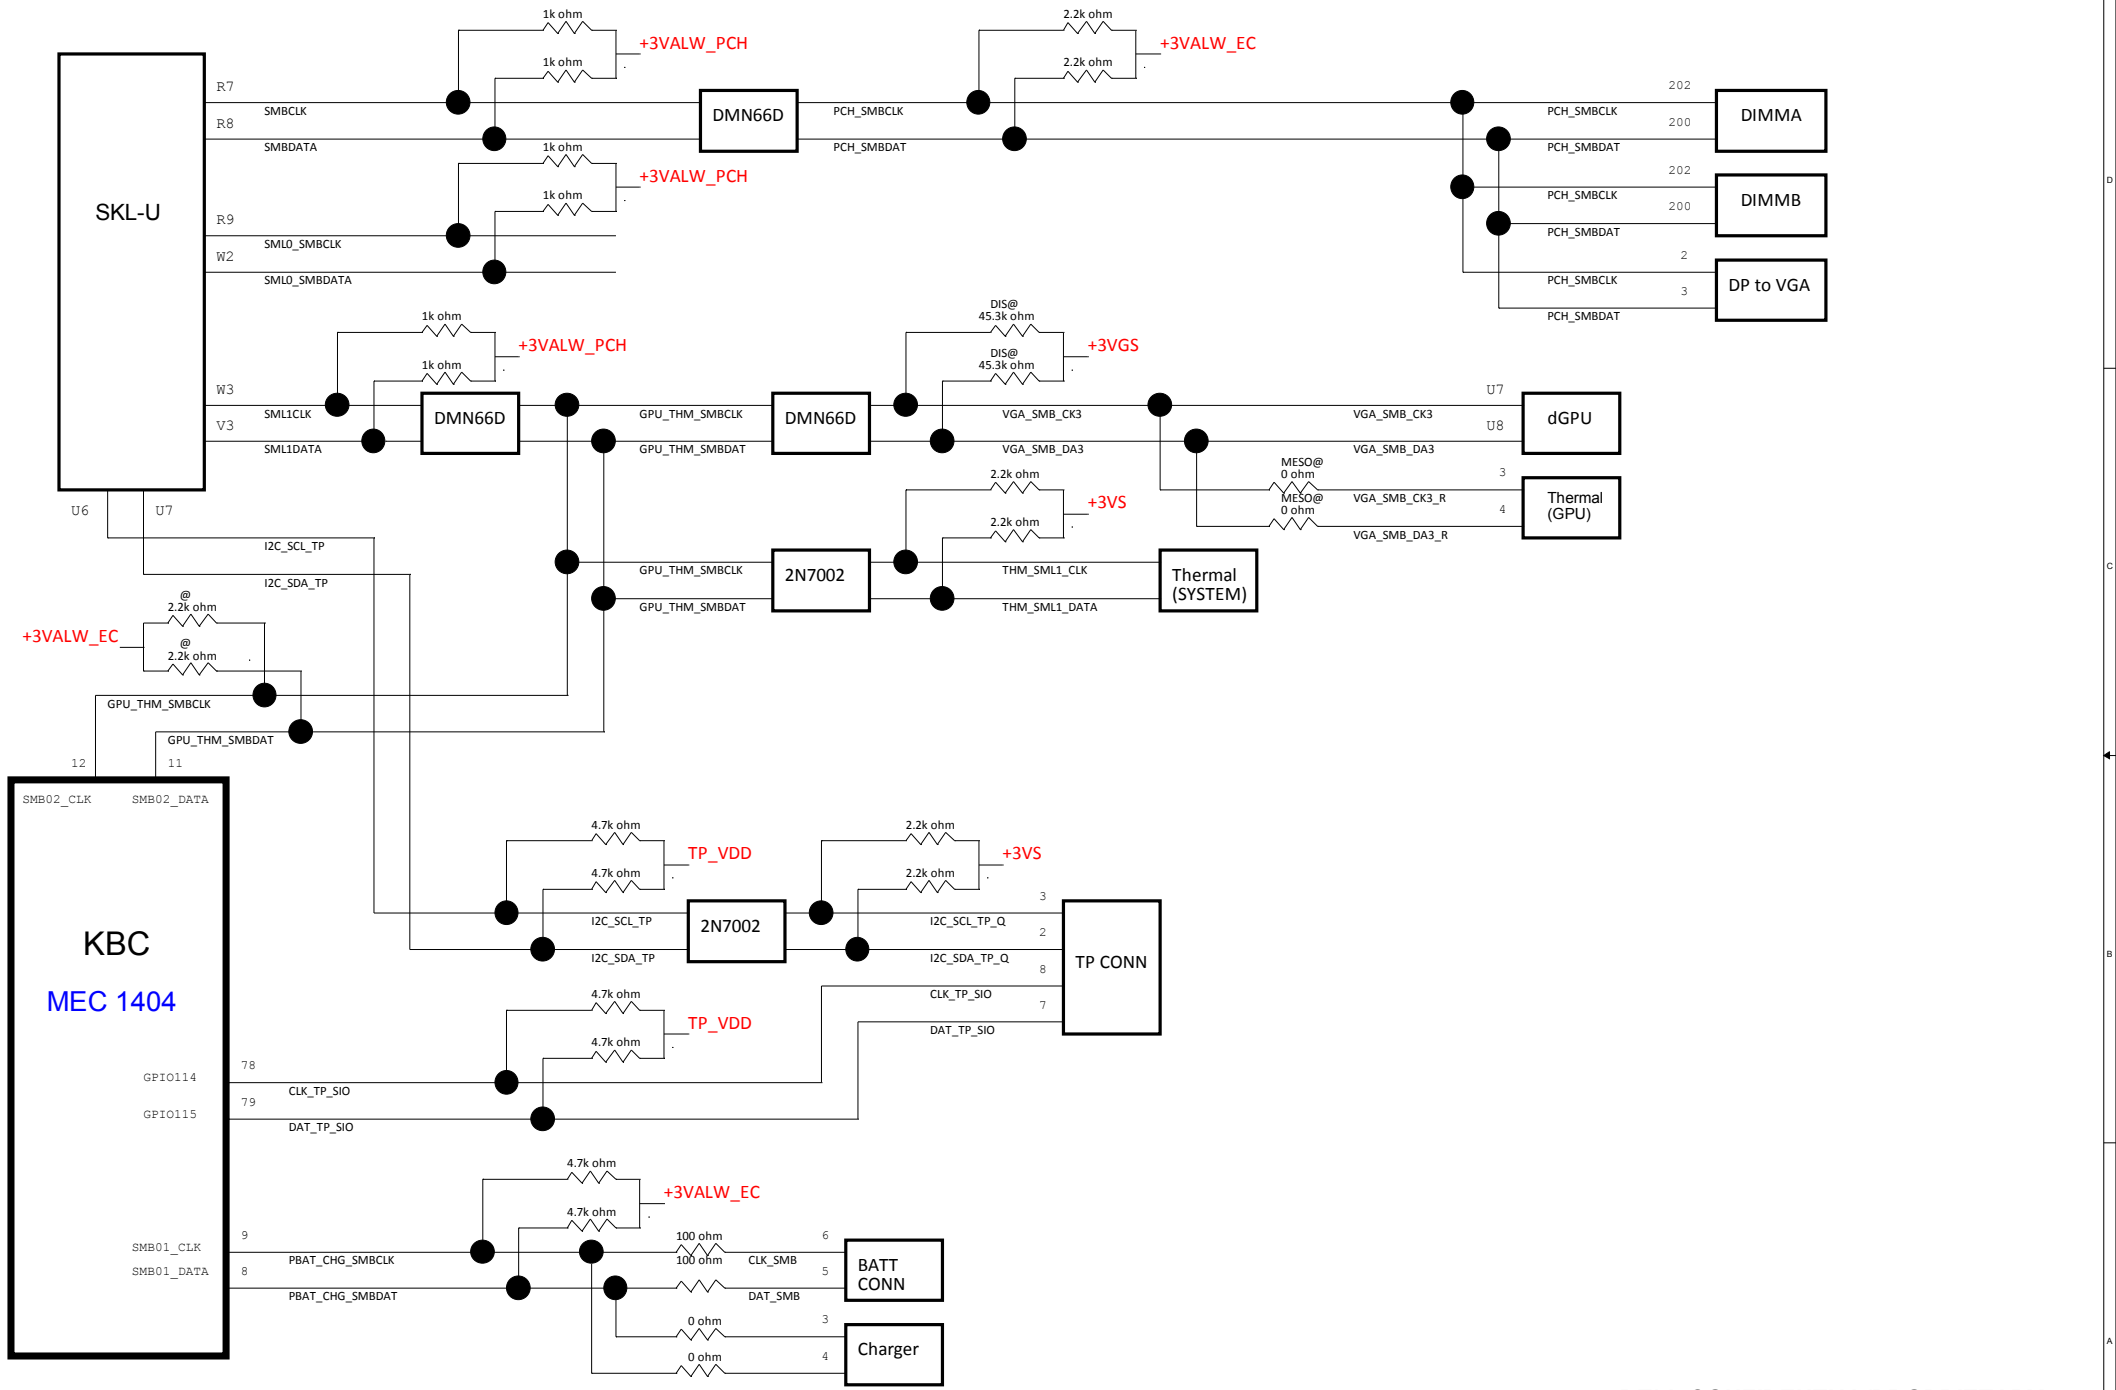 1k ohm
+3VALW_PCH
1k ohm
2.2k ohm
+3VALW_EC
2.2k ohm
SKL-U
R7
SMBCLK
R8
SMBDATA
DMN66D
PCH_SMBCLK
PCH_SMBDAT
202
PCH_SMBCLK
200
PCH_SMBDAT
DIMMA
1k ohm
+3VALW_PCH
1k ohm
202
PCH_SMBCLK
200
PCH_SMBDAT
DIMMB
D
R9
SML0_SMBCLK
W2
SML0_SMBDATA
2
PCH_SMBCLK
3
PCH_SMBDAT
DP to VGA
1k ohm
+3VALW_PCH
1k ohm
DIS@
45.3k ohm
+3VGS
DIS@
45.3k ohm
W3
SML1CLK
V3
SML1DATA
DMN66D
GPU_THM_SMBCLK
GPU_THM_SMBDAT
DMN66D
VGA_SMB_CK3
VGA_SMB_DA3
VGA_SMB_CK3
VGA_SMB_DA3
U7
U8
dGPU
MESO@
0 ohm
MESO@
0 ohm
VGA_SMB_CK3_R
VGA_SMB_DA3_R
3
4
Thermal
(GPU)
2.2k ohm
+3VS
2.2k ohm
U6
U7
I2C_SCL_TP
I2C_SDA_TP
GPU_THM_SMBCLK
GPU_THM_SMBDAT
2N7002
THM_SML1_CLK
THM_SML1_DATA
Thermal
(SYSTEM)
C
@
2.2k ohm
+3VALW_EC
@
2.2k ohm
GPU_THM_SMBCLK
GPU_THM_SMBDAT
12
11
SMB02_CLK
SMB02_DATA
KBC
MEC 1404
4.7k ohm
TP_VDD
4.7k ohm
2.2k ohm
+3VS
2.2k ohm
I2C_SCL_TP
I2C_SDA_TP
2N7002
I2C_SCL_TP_Q
I2C_SDA_TP_Q
CLK_TP_SIO
DAT_TP_SIO
3
2
8
7
TP CONN
B
4.7k ohm
TP_VDD
4.7k ohm
GPIO114
78
CLK_TP_SIO
GPIO115
79
DAT_TP_SIO
4.7k ohm
+3VALW_EC
4.7k ohm
SMB01_CLK
9
PBAT_CHG_SMBCLK
SMB01_DATA
8
PBAT_CHG_SMBDAT
100 ohm
100 ohm
CLK_SMB
DAT_SMB
6
5
BATT
CONN
0 ohm
0 ohm
3
4
Charger
A